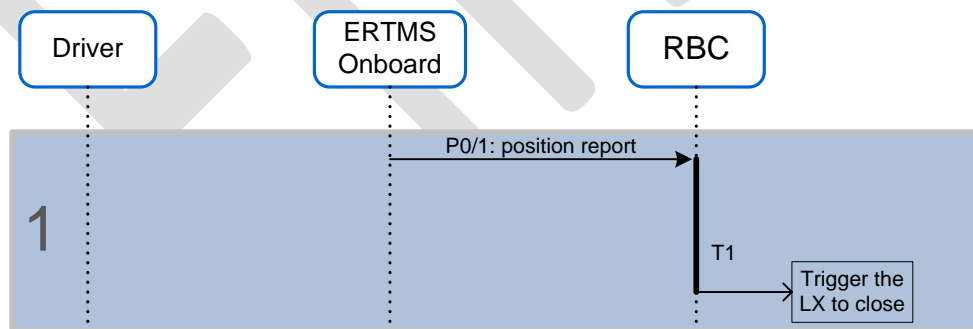 Driver
ERTMS
Onboard
RBC
P0/1: position report
1
T1
Trigger the
LX to close